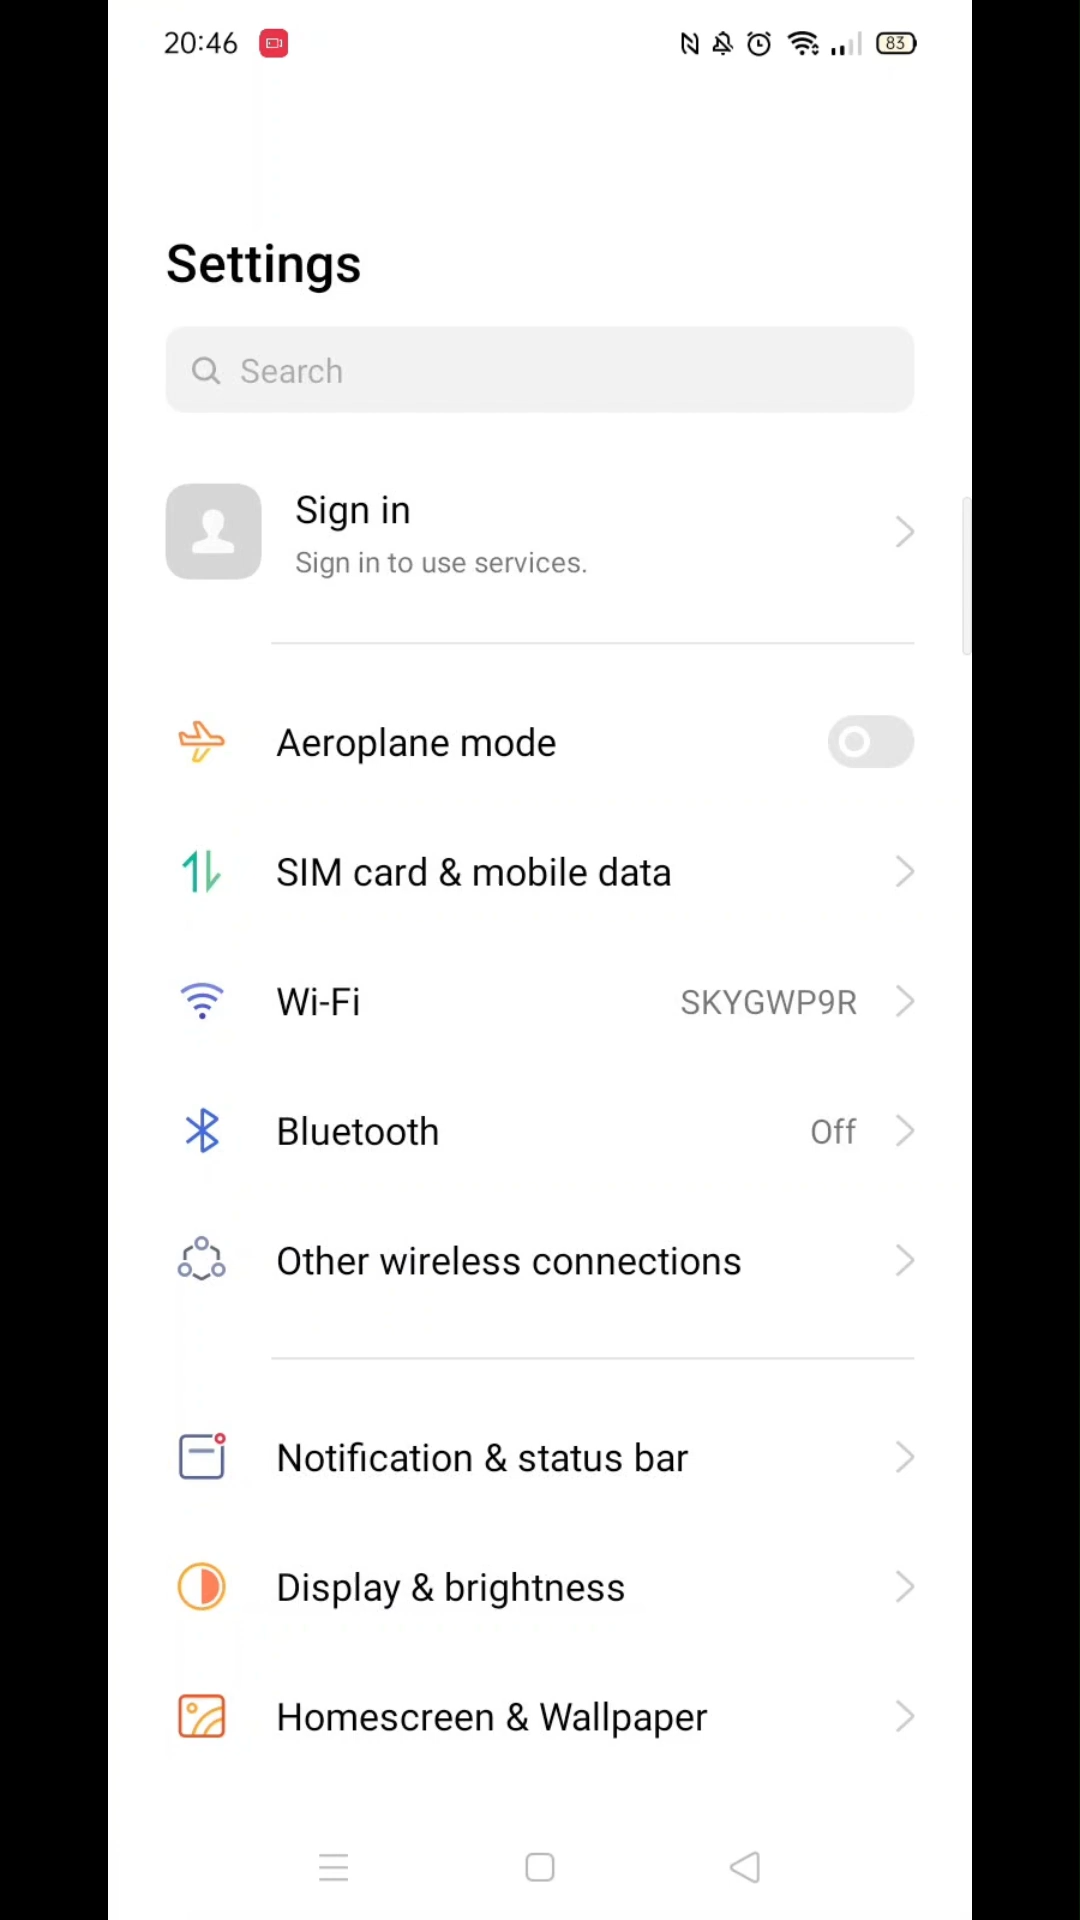 20:46 83
Settings
Search
Sign in
Sign in to use services.
Aeroplane mode
SIM card & mobile data
Wi-Fi SKYGWP9R
Bluetooth Off
Other wireless connections
Notification & status bar
Display & brightness
Homescreen & Wallpaper